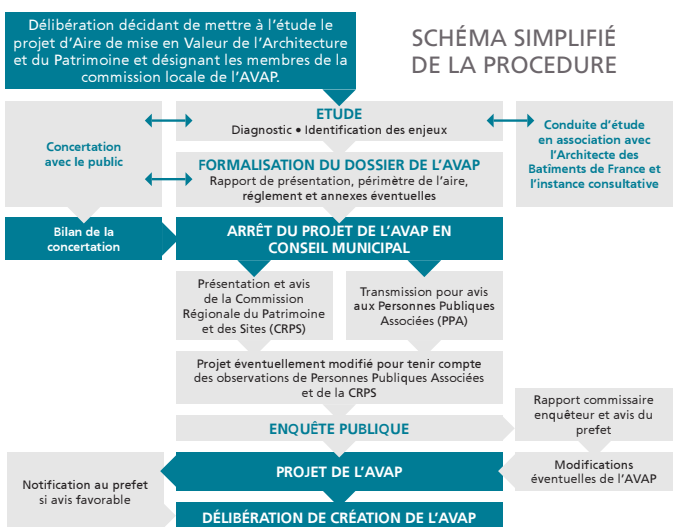 Délibération décidant de mettre à l'étude le
projet d'Aire de mise en Valeur de l'Architecture
et du Patrimoine et désignant les membres de la
commission locale de l'AVAP.
SCHÉMA SIMPLIFIÉ
DE LA PROCEDURE
ETUDE
Diagnostic • Identification des enjeux
Concertation
avec le public
Conduite d'étude
en association avec
l'Architecte des
Batîments de France et
l'instance consultative
FORMALISATION DU DOSSIER DE L'AVAP
Rapport de présentation, périmètre de l'aire,
réglement et annexes éventuelles
Bilan de la
concertation
ARRÊT DU PROJET DE L'AVAP EN
CONSEIL MUNICIPAL
Présentation et avis
de la Commission
Régionale du Patrimoine
et des Sites (CRPS)
Transmission pour avis
aux Personnes Publiques
Associées (PPA)
Projet éventuellement modifié pour tenir compte
des observations de Personnes Publiques Associées
et de la CRPS
ENQUÊTE PUBLIQUE
Rapport commissaire
enquêteur et avis du
prefet
Modifications
éventuelles de l'AVAP
PROJET DE L'AVAP
Notification au prefet
si avis favorable
DÉLIBÉRATION DE CRÉATION DE L'AVAP